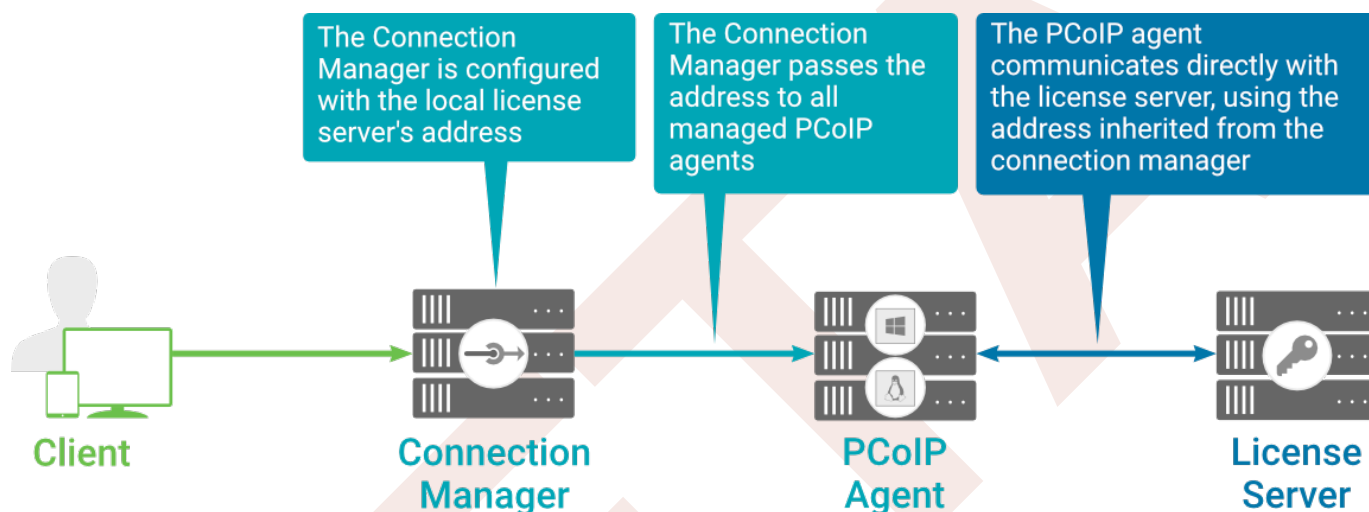 The Connection
Manager is configured
with the local license
server's address
The Connection
Manager passes the
address to all
managed PCoIP
agents
The PCoIP agent
communicates directly with
the license server, using the
address inherited from the
connection manager
Client
Connection
Manager
PCoIP
Agent
License
Server